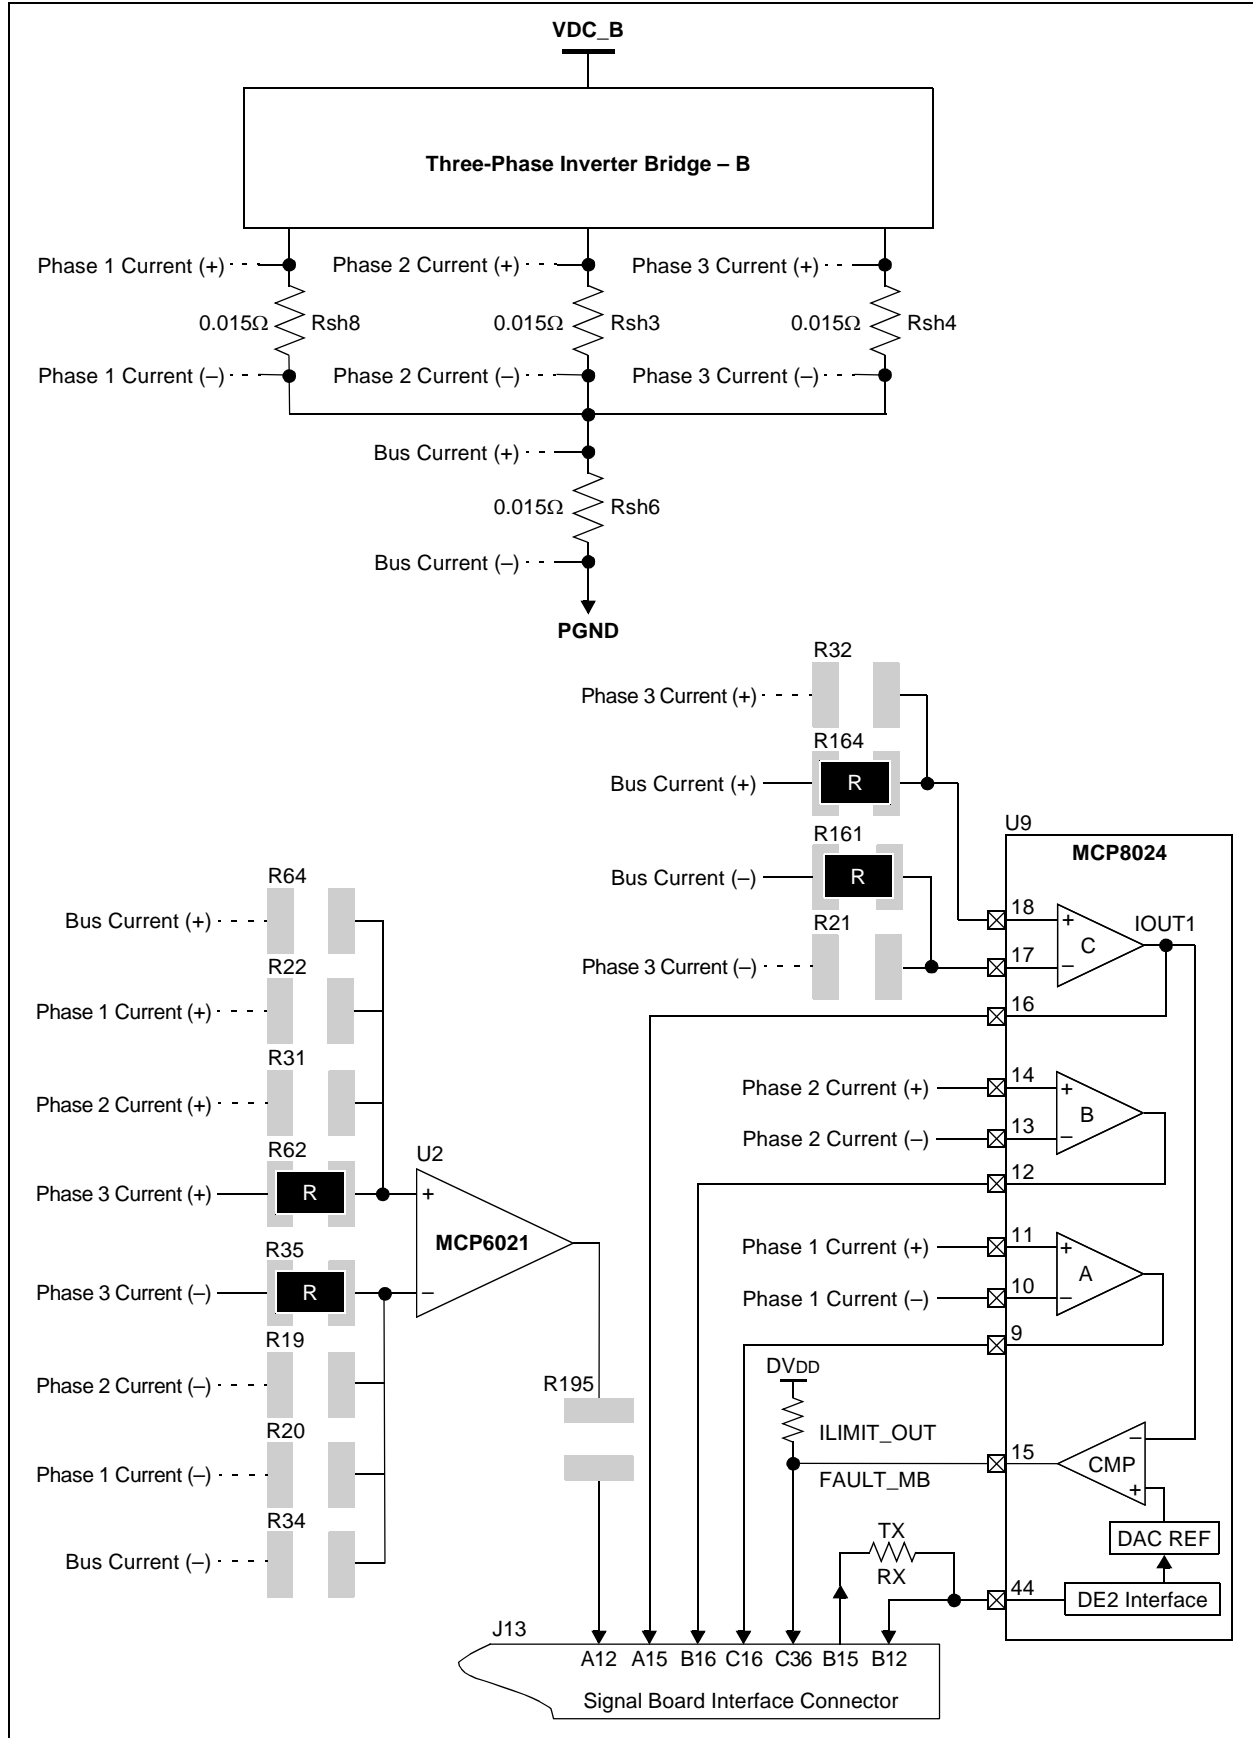 VDC_B
Three-Phase Inverter Bridge – B
Phase 1 Current (+)
Phase 2 Current (+)
Phase 3 Current (+)
0.015Ω
Rsh8
0.015Ω
Rsh3
0.015Ω
Rsh4
Phase 1 Current (–)
Phase 2 Current (–)
Phase 3 Current (–)
Bus Current (+)
0.015Ω
Rsh6
Bus Current (–)
PGND
R32
Phase 3 Current (+)
R164
Bus Current (+)
R
R161
Bus Current (–)
R
R21
Phase 3 Current (–)
U9
MCP8024
18
+
C
IOUT1
17
–
16
Phase 2 Current (+)
14
+
B
Phase 2 Current (–)
13
–
12
Phase 1 Current (+)
11
+
A
Phase 1 Current (–)
10
–
9
R64
Bus Current (+)
R22
Phase 1 Current (+)
R31
Phase 2 Current (+)
R62
Phase 3 Current (+)
R
U2
+
MCP6021
–
R35
Phase 3 Current (–)
R
R19
Phase 2 Current (–)
R20
Phase 1 Current (–)
R34
Bus Current (–)
R195
DVDD
ILIMIT_OUT
FAULT_MB
15
–
CMP
+
DAC REF
TX
RX
44
DE2 Interface
J13
A12
A15
B16
C16
C36
B15
B12
Signal Board Interface Connector